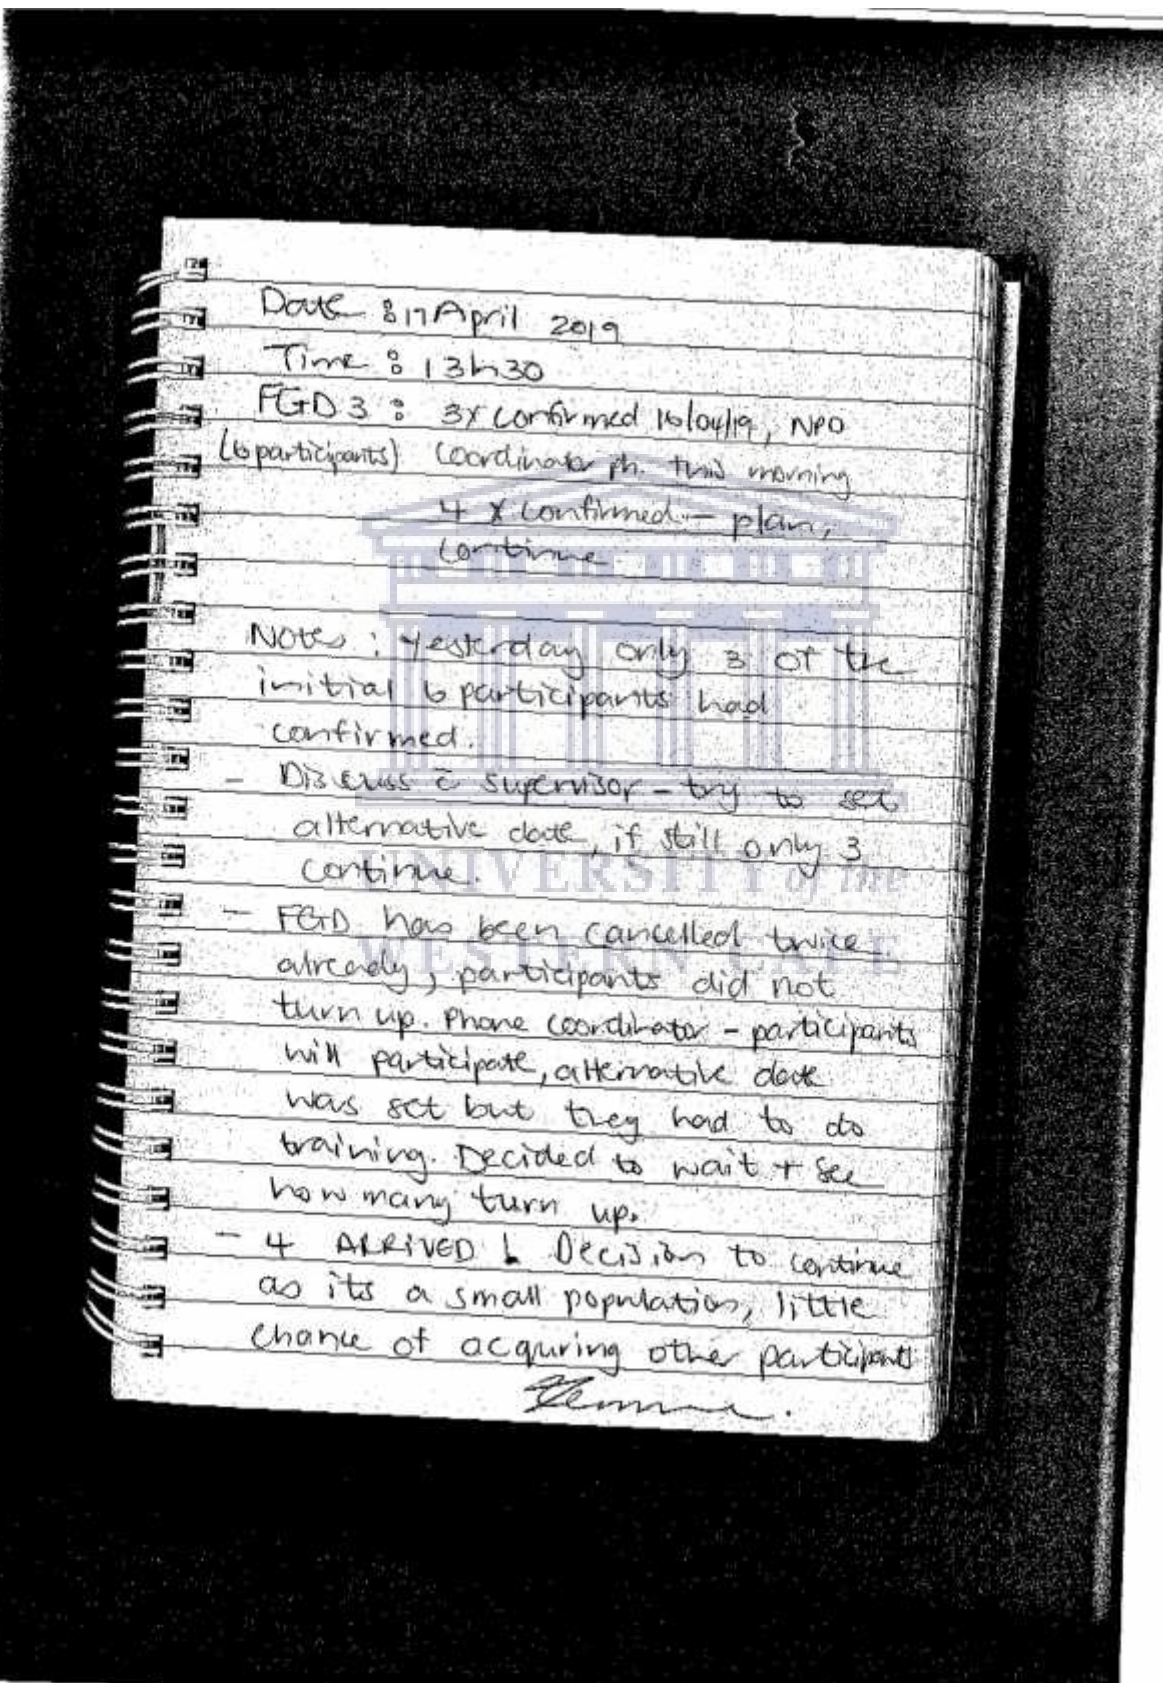 Date : 17 April 2019
Time : 13h30
FGD 3 : 3x confirmed 16/04/19, NPO
(6 participants) Coordinator ph. this morning
4 x confirmed - plan,
continue.
Notes : Yesterday only 3 of the
initial 6 participants had
confirmed.
- Discuss c̄ supervisor - try to set
alternative date, if still only 3
continue.
UNIVERSITY of the
- FGD has been cancelled twice
WESTERN CAPE
already, participants did not
turn up. Phone coordinator - participants
will participate, alternative date
was set but they had to do
training. Decided to wait + see
how many turn up.
- 4 ARRIVED ! Decision to continue
as its a small population, little
chance of acquring other participants